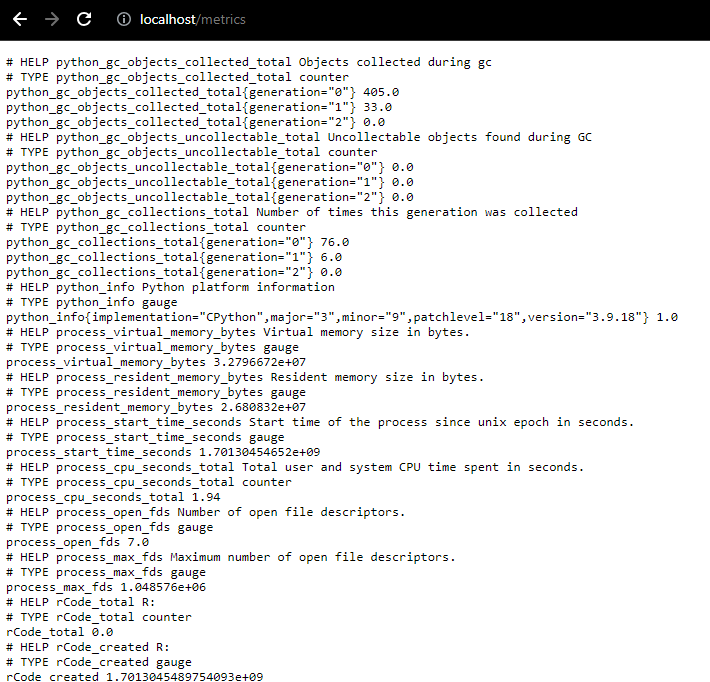 localhost/metrics
# HELP python_gc_objects_collected_total Objects collected during gc
# TYPE python_gc_objects_collected_total counter
python_gc_objects_collected_total{generation="0"} 405.0
python_gc_objects_collected_total{generation="1"} 33.0
python_gc_objects_collected_total{generation="2"} 0.0
# HELP python_gc_objects_uncollectable_total Uncollectable objects found during GC
# TYPE python_gc_objects_uncollectable_total counter
python_gc_objects_uncollectable_total{generation="0"} 0.0
python_gc_objects_uncollectable_total{generation="1"} 0.0
python_gc_objects_uncollectable_total{generation="2"} 0.0
# HELP python_gc_collections_total Number of times this generation was collected
# TYPE python_gc_collections_total counter
python_gc_collections_total{generation="0"} 76.0
python_gc_collections_total{generation="1"} 6.0
python_gc_collections_total{generation="2"} 0.0
# HELP python_info Python platform information
# TYPE python_info gauge
python_info{implementation="CPython",major="3",minor="9",patchlevel="18",version="3.9.18"} 1.0
# HELP process_virtual_memory_bytes Virtual memory size in bytes.
# TYPE process_virtual_memory_bytes gauge
process_virtual_memory_bytes 3.2796672e+07
# HELP process_resident_memory_bytes Resident memory size in bytes.
# TYPE process_resident_memory_bytes gauge
process_resident_memory_bytes 2.680832e+07
# HELP process_start_time_seconds Start time of the process since unix epoch in seconds.
# TYPE process_start_time_seconds gauge
process_start_time_seconds 1.70130454652e+09
# HELP process_cpu_seconds_total Total user and system CPU time spent in seconds.
# TYPE process_cpu_seconds_total counter
process_cpu_seconds_total 1.94
# HELP process_open_fds Number of open file descriptors.
# TYPE process_open_fds gauge
process_open_fds 7.0
# HELP process_max_fds Maximum number of open file descriptors.
# TYPE process_max_fds gauge
process_max_fds 1.048576e+06
# HELP rCode_total R:
# TYPE rCode_total counter
rCode_total 0.0
# HELP rCode_created R:
# TYPE rCode_created gauge
rCode_created 1.7013045489754093e+09